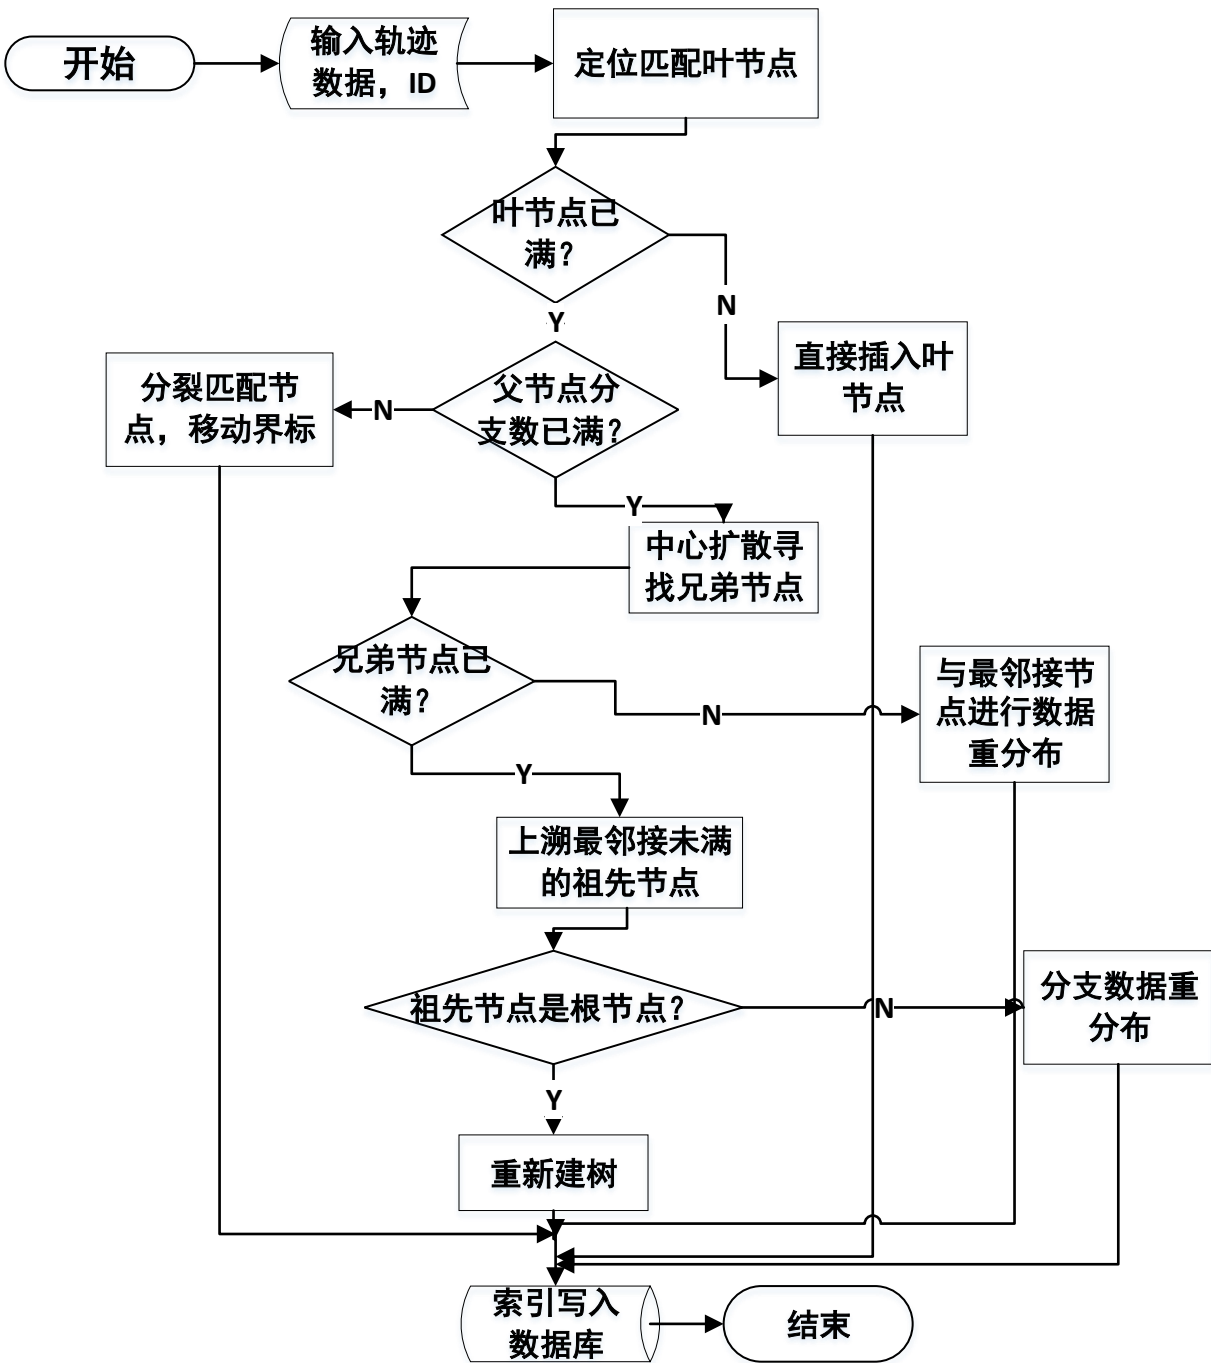 开始
输入轨迹
数据，ID
定位匹配叶节点
叶节点已
满？
N
Y
直接插入叶
节点
分裂匹配节
点，移动界标
N
父节点分
支数已满？
Y
中心扩散寻
找兄弟节点
兄弟节点已
满？
N
与最邻接节
点进行数据
重分布
Y
上溯最邻接未满
的祖先节点
祖先节点是根节点？
N
分支数据重
分布
Y
重新建树
索引写入
数据库
结束